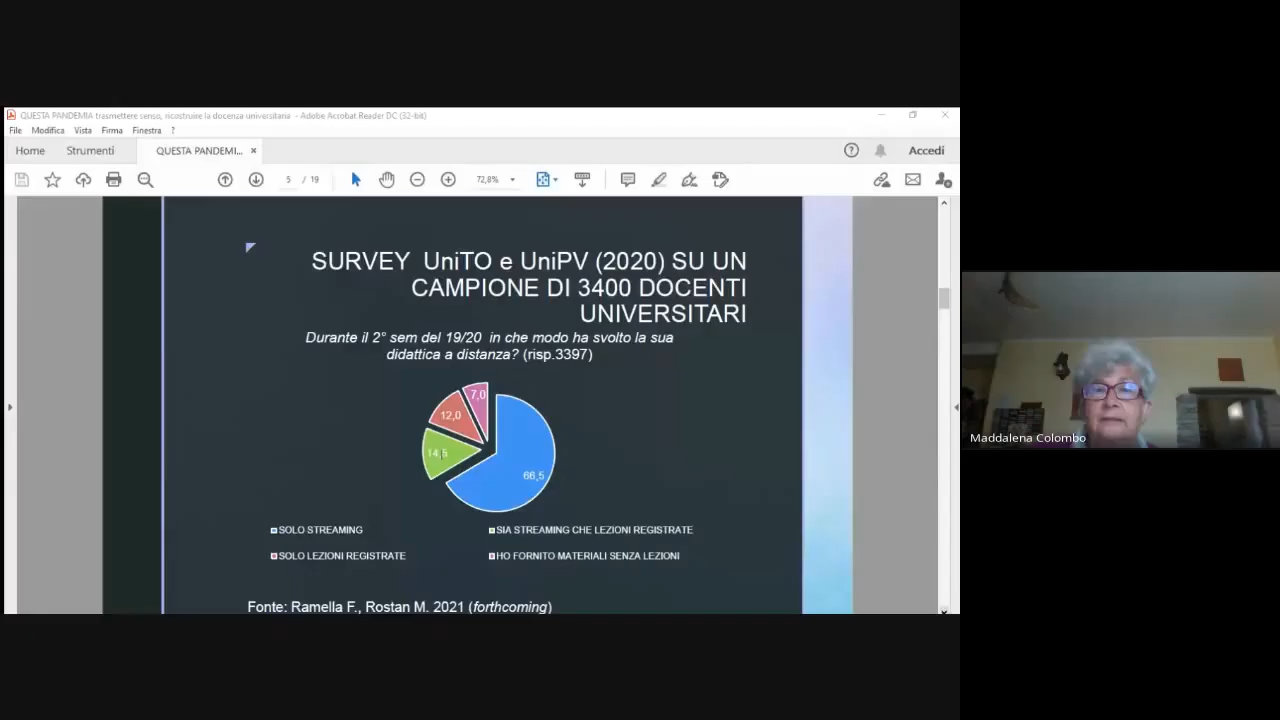 QUESTA PANDEMIA trasmettere senso, ricostruire la docenza universitaria - Adobe Acrobat Reader DC (32-bit)
File Modifica Vista Firma Finestra ?
Home Strumenti QUESTA PANDEMI... × Accedi
5 / 19 72,8%
SURVEY UniTO e UniPV (2020) SU UN
CAMPIONE DI 3400 DOCENTI
UNIVERSITARI
Durante il 2° sem del 19/20 in che modo ha svolto la sua
didattica a distanza? (risp.3397)
7,0
12,0
14,5
66,5
SOLO STREAMING SIA STREAMING CHE LEZIONI REGISTRATE
SOLO LEZIONI REGISTRATE HO FORNITO MATERIALI SENZA LEZIONI
Fonte: Ramella F., Rostan M. 2021 (forthcoming)
Maddalena Colombo